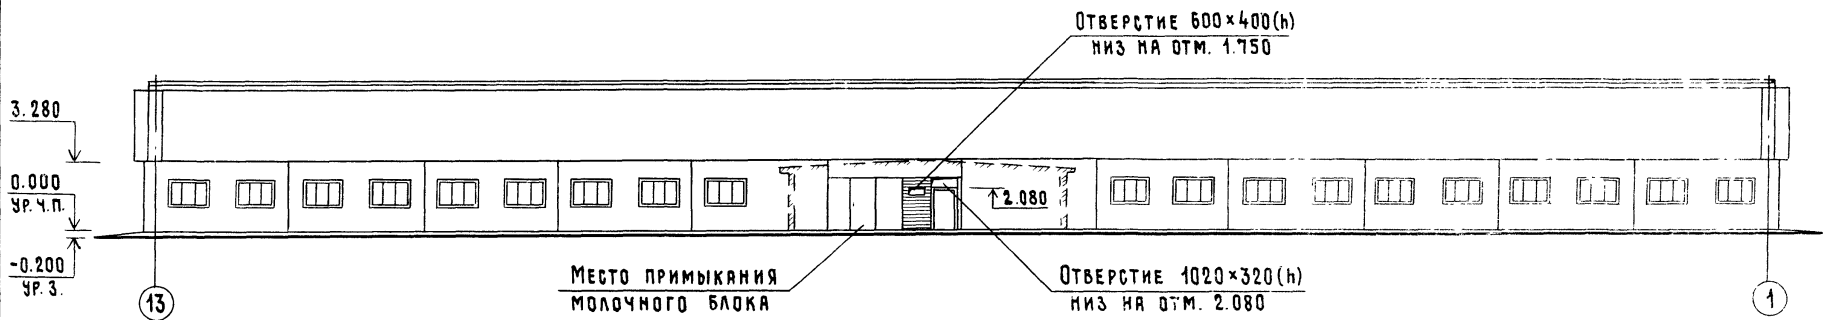 ОТВЕРСТИЕ 600×400(h)
НИЗ НА ОТМ. 1.750
3.280
0.000
УР. Ч.П.
2.080
-0.200
УР. З.
МЕСТО ПРИМЫКАНИЯ
МОЛОЧНОГО БЛОКА
ОТВЕРСТИЕ 1020×320(h)
НИЗ НА ОТМ. 2.080
13
1